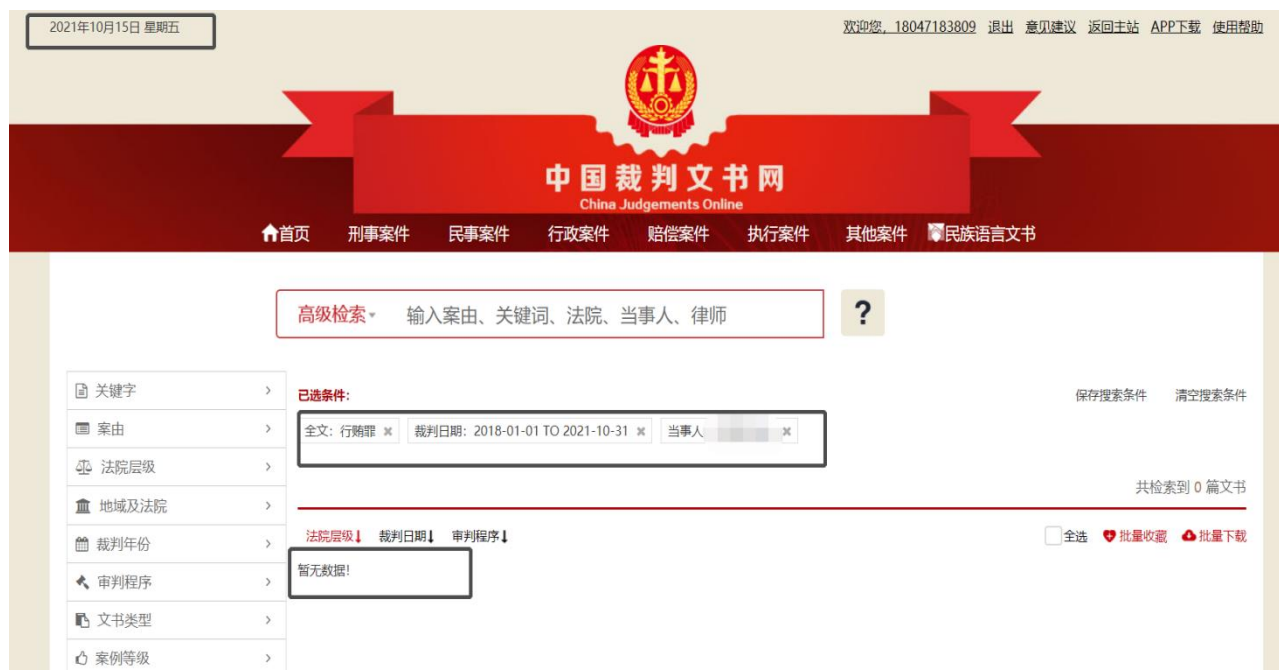 2021年10月15日 星期五
欢迎您，18047183809 退出 意见建议 返回主站 APP下载 使用帮助
中国裁判文书网
China Judgements Online
首页 刑事案件 民事案件 行政案件 赔偿案件 执行案件 其他案件 民族语言文书
高级检索 输入案由、关键词、法院、当事人、律师 ?
关键字
案由
法院层级
地域及法院
裁判年份
审判程序
文书类型
案例等级
已选条件: 保存搜索条件 清空搜索条件
全文: 行贿罪 × 裁判日期: 2018-01-01 TO 2021-10-31 × 当事人 ×
共检索到 0 篇文书
法院层级 裁判日期 审判程序 全选 批量收藏 批量下载
暂无数据!